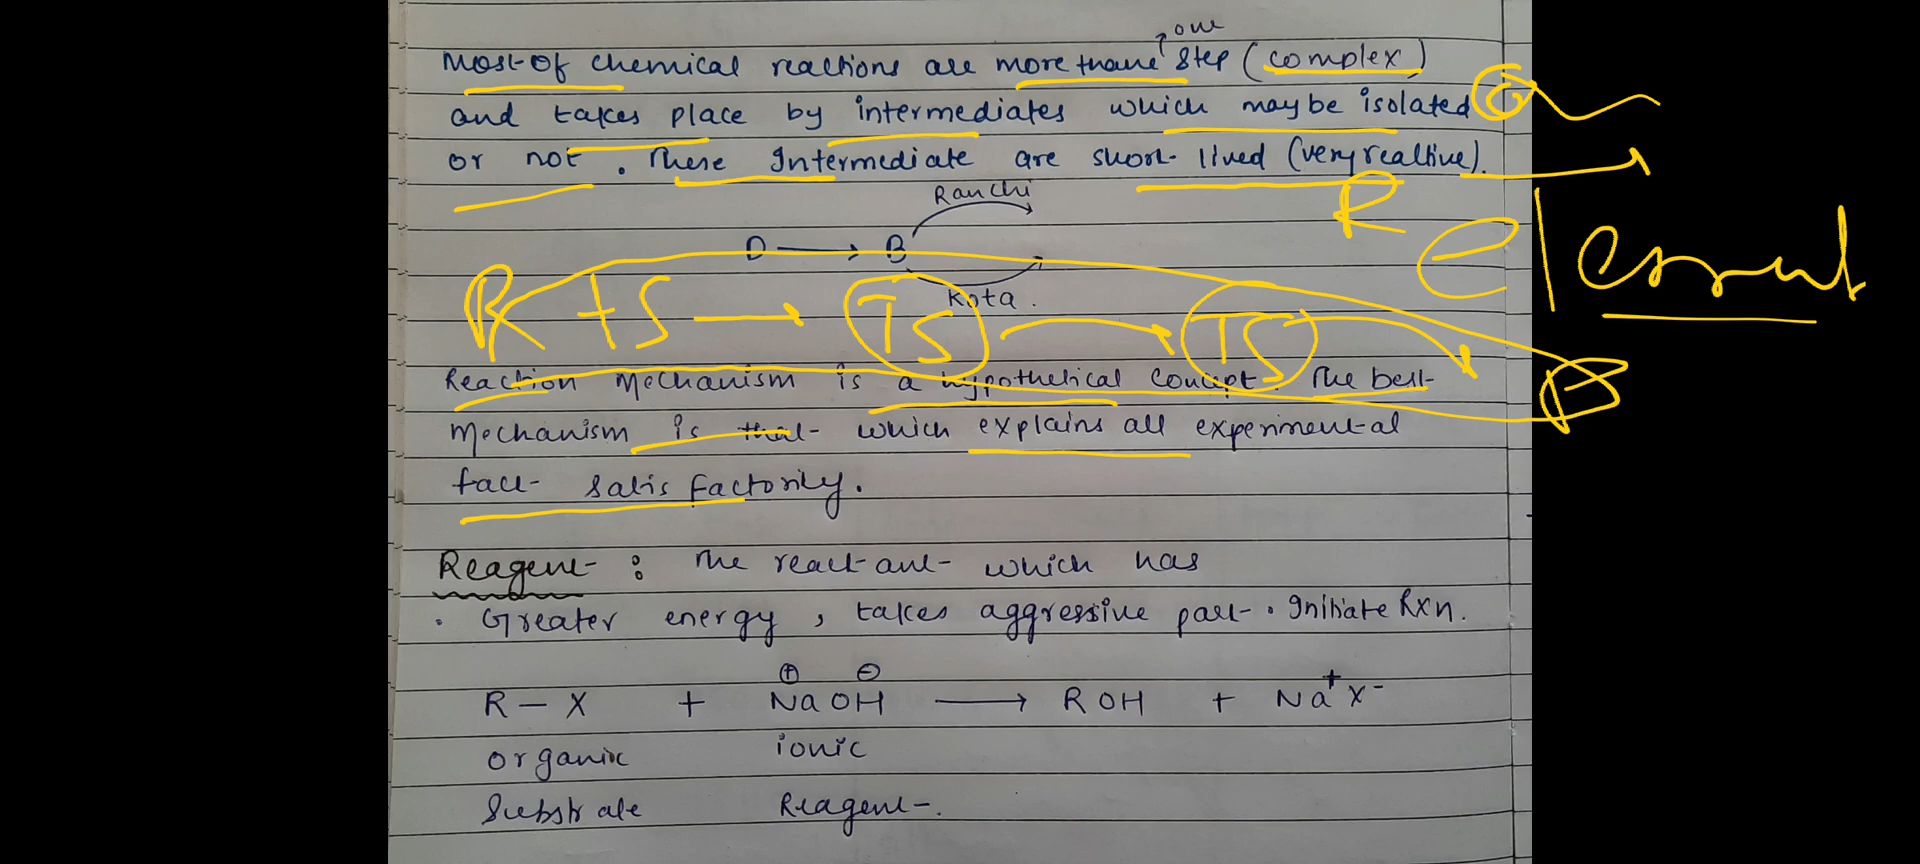 one
Most of chemical reactions are more than step (complex)
and takes place by intermediates which may be isolated
or not. These Intermediate are short lived (very reactive).
Ranchi
D → B
Kota.
R
R + S → TS → TS → P
Reaction Mechanism is a hypothetical concept. The best
Mechanism is that which explains all experimental
fact satisfactorily.
Reagent : The reactant which has
• Greater energy, takes aggressive part. Initiate Rxn.
⊕ ⊖
R – X + NaOH → ROH + Na⁺X⁻
organic ionic
Substrate Reagent.